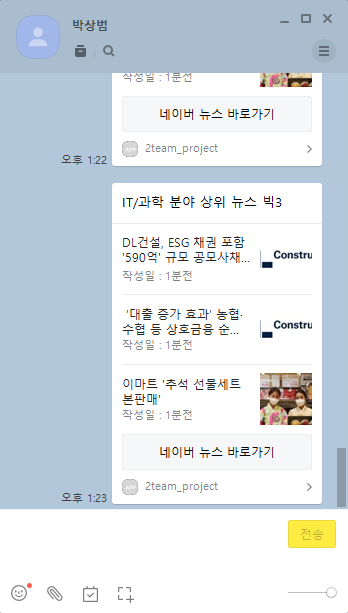 박상범
작성일 : 1분전
네이버 뉴스 바로가기
2team_project
오후 1:22
IT/과학 분야 상위 뉴스 빅3
DL건설, ESG 채권 포함
'590억' 규모 공모사채...
작성일 : 1분전
Constru
'대출 증가 효과' 농협·
수협 등 상호금융 순...
작성일 : 1분전
Constru
이마트 '추석 선물세트
본판매'
작성일 : 1분전
네이버 뉴스 바로가기
2team_project
오후 1:23
전송